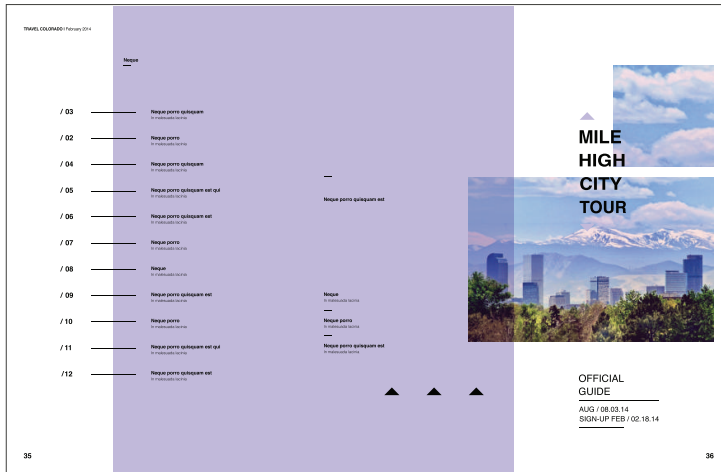 TRAVEL COLORADO I February 2014
Neque
/ 03
Neque porro quisquam
In malesuada lacinia
/ 02
Neque porro
In malesuada lacinia
/ 04
Neque porro quisquam
In malesuada lacinia
/ 05
Neque porro quisquam est qui
In malesuada lacinia
/ 06
Neque porro quisquam est
In malesuada lacinia
/ 07
Neque porro
In malesuada lacinia
/ 08
Neque
In malesuada lacinia
/ 09
Neque porro quisquam est
In malesuada lacinia
/ 10
Neque porro
In malesuada lacinia
/ 11
Neque porro quisquam est qui
In malesuada lacinia
/12
Neque porro quisquam est
In malesuada lacinia
Neque porro quisquam est
Neque
In malesuada lacinia
Neque porro
In malesuada lacinia
Neque porro quisquam est
In malesuada lacinia
MILE
HIGH
CITY
TOUR
OFFICIAL
GUIDE
AUG / 08.03.14
SIGN-UP FEB / 02.18.14
35
36